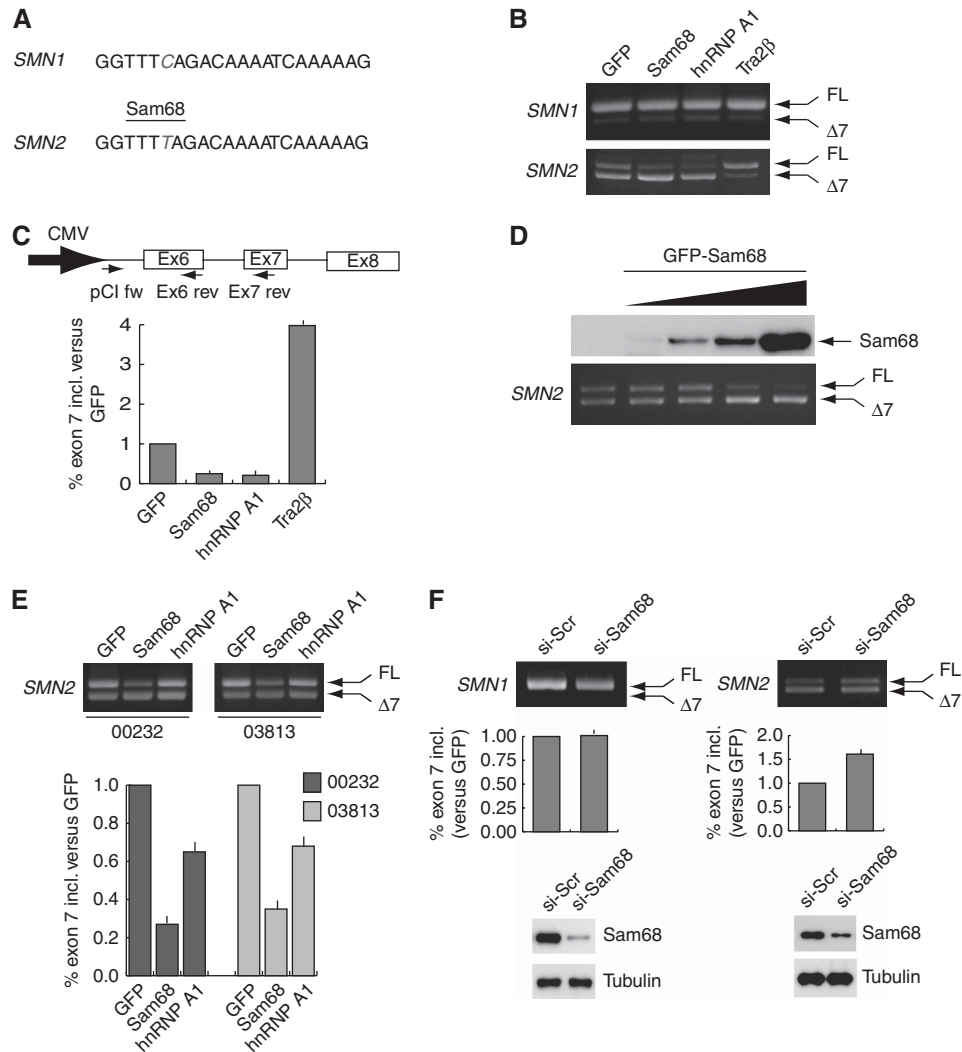 A
SMN1 GGTTTCAGACAAAATCAAAAAG
Sam68
SMN2 GGTTTTAGACAAAATCAAAAAG
B
GFP Sam68 hnRNP A1 Tra2β
SMN1 FL
Δ7
SMN2 FL
Δ7
C
CMV
Ex6 Ex7 Ex8
pCI fw Ex6 rev Ex7 rev
% exon 7 incl. versus
GFP
4
3
2
1
0
GFP Sam68 hnRNP A1 Tra2β
D
GFP-Sam68
Sam68
SMN2 FL
Δ7
E
GFP Sam68 hnRNP A1 GFP Sam68 hnRNP A1
SMN2 FL
Δ7
00232 03813
% exon 7 incl. versus GFP
1.0
0.8
0.6
0.4
0.2
0.0
00232
03813
GFP Sam68 hnRNP A1 GFP Sam68 hnRNP A1
F
si-Scr si-Sam68
SMN1 FL
Δ7
% exon 7 incl.
(versus GFP)
1.00
0.75
0.50
0.25
0.00
si-Scr si-Sam68
Sam68
Tubulin
si-Scr si-Sam68
SMN2 FL
Δ7
% exon 7 incl.
(versus GFP)
2.0
1.5
1.0
0.5
0.0
si-Scr si-Sam68
Sam68
Tubulin